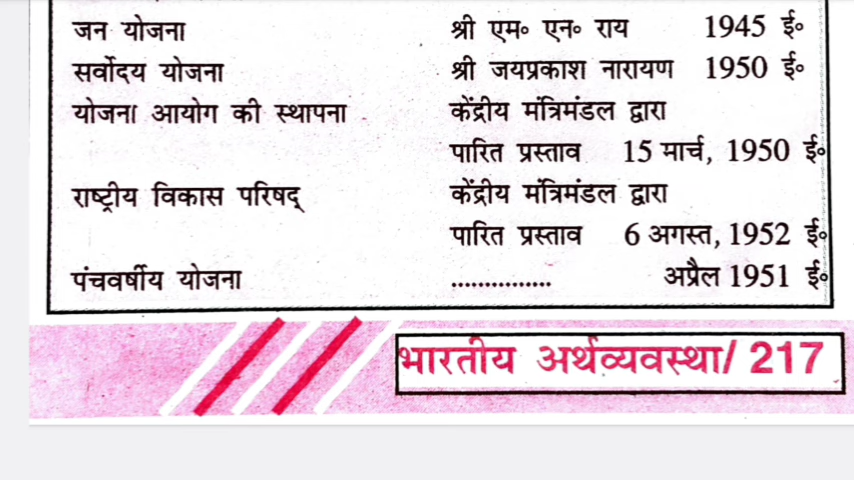 जन योजना श्री एम॰ एन॰ राय 1945 ई॰
सर्वोदय योजना श्री जयप्रकाश नारायण 1950 ई॰
योजना आयोग की स्थापना केंद्रीय मंत्रिमंडल द्वारा
पारित प्रस्ताव 15 मार्च, 1950 ई॰
राष्ट्रीय विकास परिषद् केंद्रीय मंत्रिमंडल द्वारा
पारित प्रस्ताव 6 अगस्त, 1952 ई॰
पंचवर्षीय योजना ............... अप्रैल 1951 ई॰
भारतीय अर्थव्यवस्था/ 217